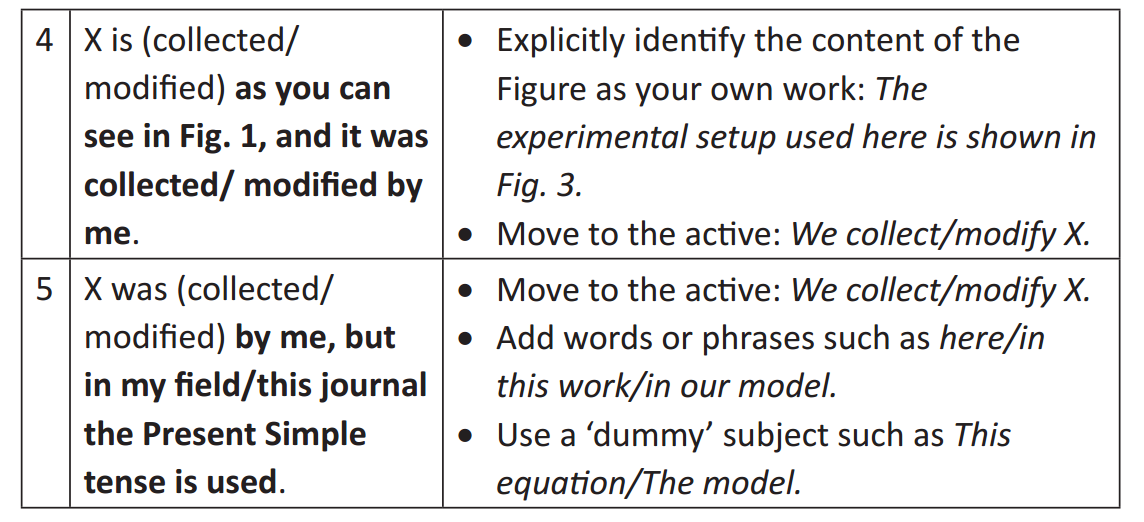 4
X is (collected/
modified) as you can
see in Fig. 1, and it was
collected/ modified by
me.
• Explicitly identify the content of the
Figure as your own work: The
experimental setup used here is shown in
Fig. 3.
• Move to the active: We collect/modify X.
5
X was (collected/
modified) by me, but
in my field/this journal
the Present Simple
tense is used.
• Move to the active: We collect/modify X.
• Add words or phrases such as here/in
this work/in our model.
• Use a ‘dummy’ subject such as This
equation/The model.